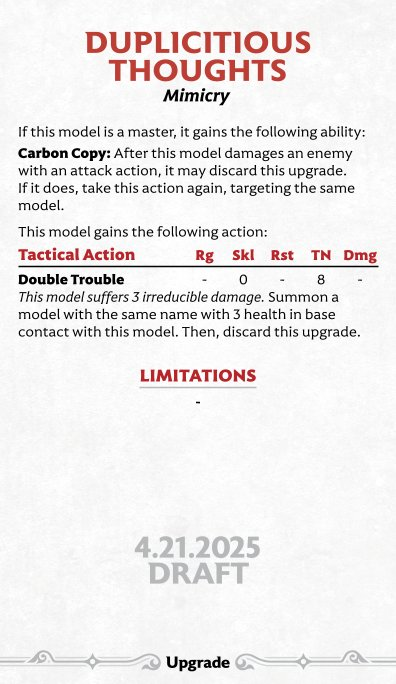 DUPLICITIOUS
THOUGHTS
Mimicry
If this model is a master, it gains the following ability:
Carbon Copy: After this model damages an enemy
with an attack action, it may discard this upgrade.
If it does, take this action again, targeting the same
model.
This model gains the following action:
Tactical Action Rg Skl Rst TN Dmg
Double Trouble - 0 - 8 -
This model suffers 3 irreducible damage. Summon a
model with the same name with 3 health in base
contact with this model. Then, discard this upgrade.
LIMITATIONS
-
4.21.2025
DRAFT
Upgrade